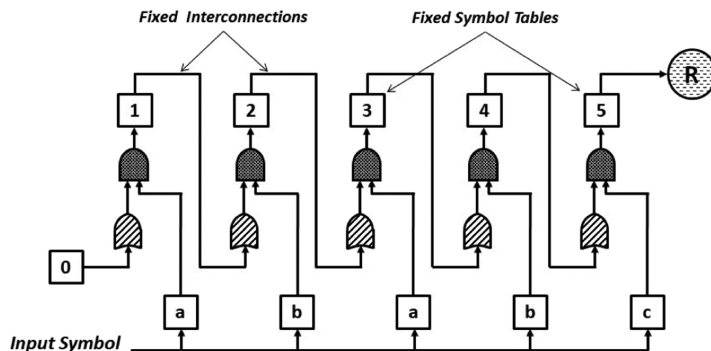 Fixed Interconnections
Fixed Symbol Tables
R
1 2 3 4 5
0
a b a b c
Input Symbol